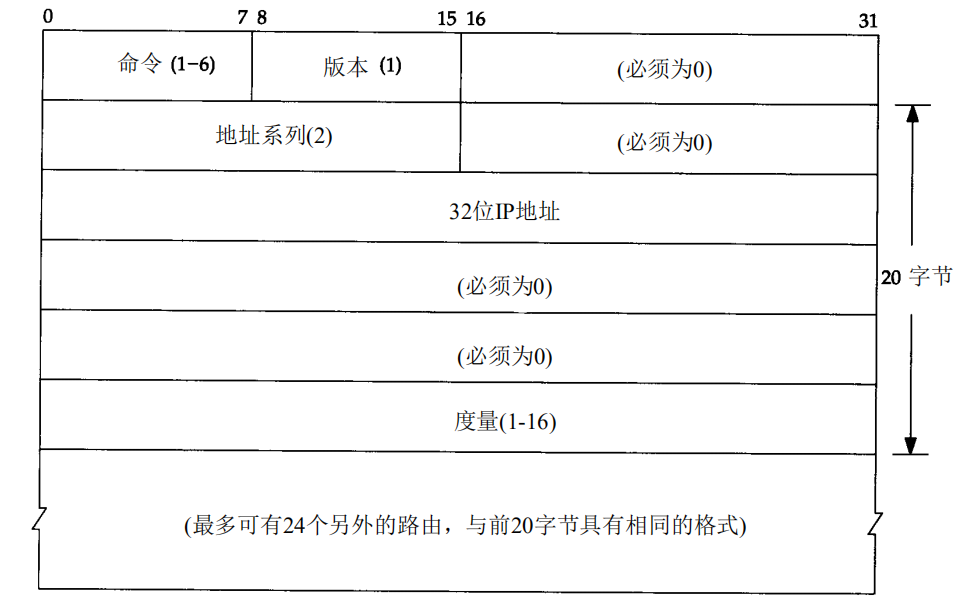 0 7 8 15 16 31
命令 (1-6) 版本 (1) (必须为0)
地址系列(2) (必须为0)
32位IP地址
(必须为0)
20 字节
(必须为0)
度量(1-16)
(最多可有24个另外的路由，与前20字节具有相同的格式)